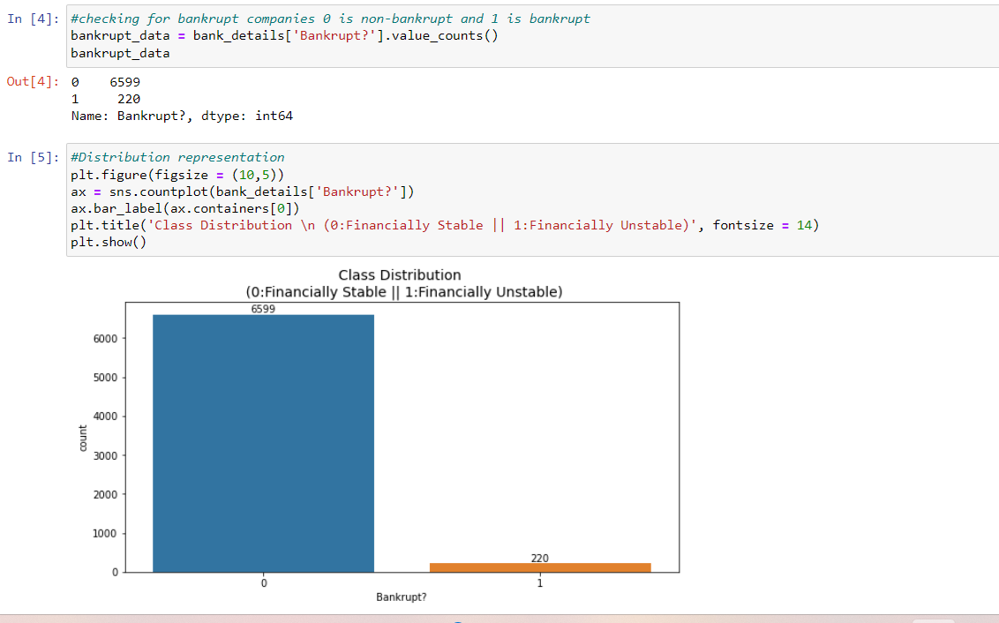 In [4]: #checking for bankrupt companies 0 is non-bankrupt and 1 is bankrupt
bankrupt_data = bank_details['Bankrupt?'].value_counts()
bankrupt_data
Out[4]: 0 6599
1 220
Name: Bankrupt?, dtype: int64
In [5]: #Distribution representation
plt.figure(figsize = (10,5))
ax = sns.countplot(bank_details['Bankrupt?'])
ax.bar_label(ax.containers[0])
plt.title('Class Distribution \n (0:Financially Stable || 1:Financially Unstable)', fontsize = 14)
plt.show()
Class Distribution
(0:Financially Stable || 1:Financially Unstable)
6599
6000
5000
4000
3000
2000
1000
0
count
220
0 1
Bankrupt?